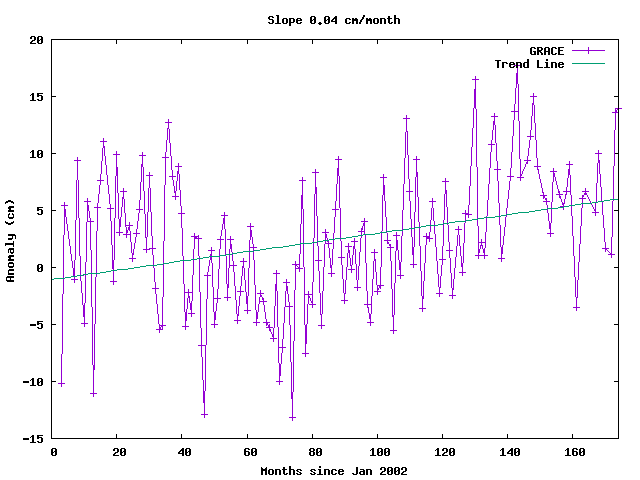 Slope 0.04 cm/month
GRACE
Trend Line
20
15
10
5
0
-5
-10
-15
Anomaly (cm)
0 20 40 60 80 100 120 140 160
Months since Jan 2002